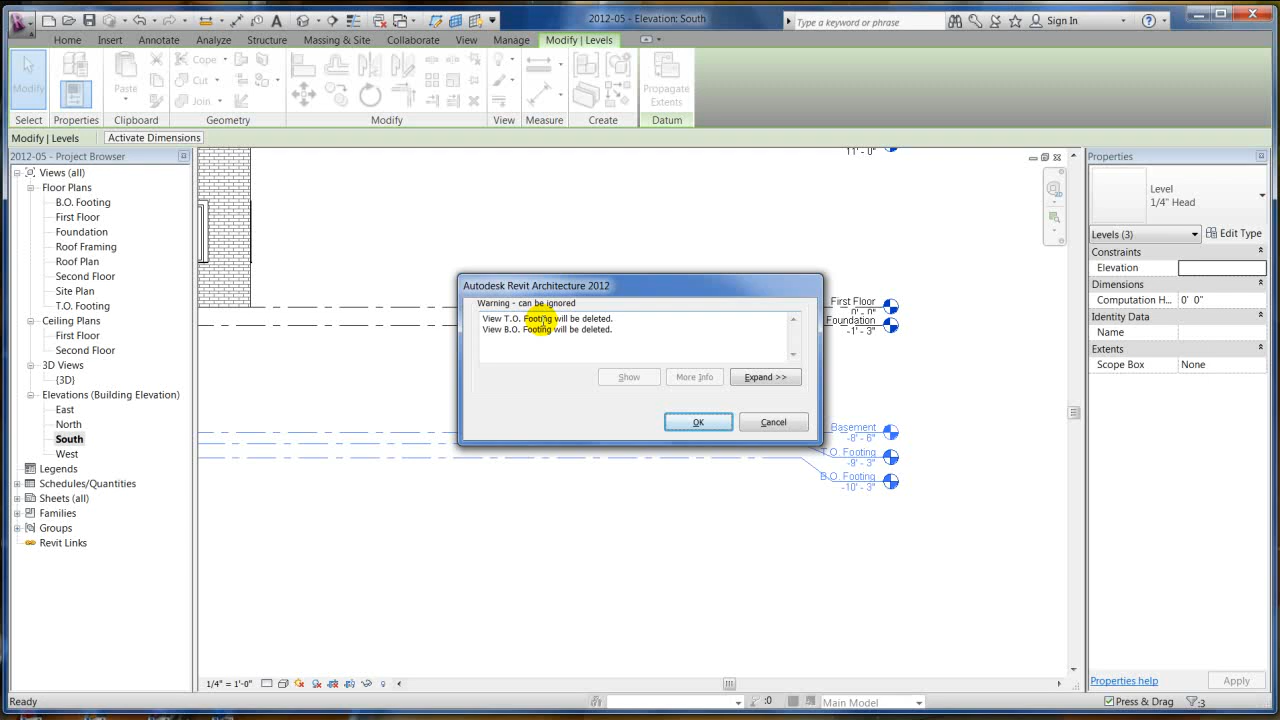 2012-05 - Elevation: South
Type a keyword or phrase
Sign In
Home Insert Annotate Analyze Structure Massing & Site Collaborate View Manage Modify | Levels
Modify
Paste
Cope
Cut
Join
Propagate
Extents
Select Properties Clipboard Geometry Modify View Measure Create Datum
Modify | Levels Activate Dimensions
2012-05 - Project Browser
Views (all)
Floor Plans
B.O. Footing
First Floor
Foundation
Roof Framing
Roof Plan
Second Floor
Site Plan
T.O. Footing
Ceiling Plans
First Floor
Second Floor
3D Views
{3D}
Elevations (Building Elevation)
East
North
South
West
Legends
Schedules/Quantities
Sheets (all)
Families
Groups
Revit Links
11' - 0"
First Floor
0' - 0"
Foundation
-1' - 3"
Basement
-8' - 6"
T.O. Footing
-9' - 3"
B.O. Footing
-10' - 3"
Autodesk Revit Architecture 2012
Warning - can be ignored
View T.O. Footing will be deleted.
View B.O. Footing will be deleted.
Show More Info Expand >>
OK Cancel
Properties
Level
1/4" Head
Levels (3) Edit Type
Constraints
Elevation
Dimensions
Computation H... 0' 0"
Identity Data
Name
Extents
Scope Box None
Properties help Apply
1/4" = 1'-0"
Ready
:0
Main Model
Press & Drag
:3